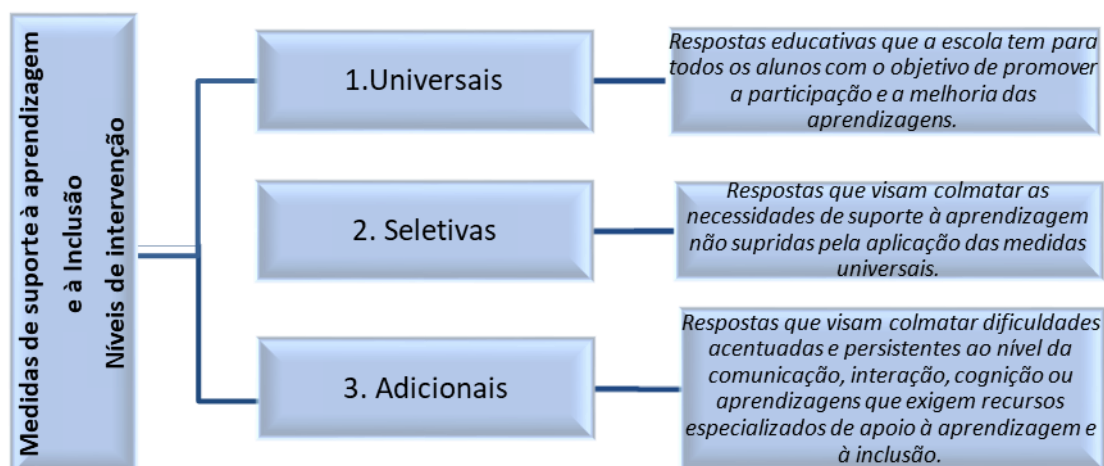 Medidas de suporte à aprendizagem
e à Inclusão
Níveis de intervenção
1.Universais
Respostas educativas que a escola tem para
todos os alunos com o objetivo de promover
a participação e a melhoria das
aprendizagens.
2. Seletivas
Respostas que visam colmatar as
necessidades de suporte à aprendizagem
não supridas pela aplicação das medidas
universais.
3. Adicionais
Respostas que visam colmatar dificuldades
acentuadas e persistentes ao nível da
comunicação, interação, cognição ou
aprendizagens que exigem recursos
especializados de apoio à aprendizagem e
à inclusão.